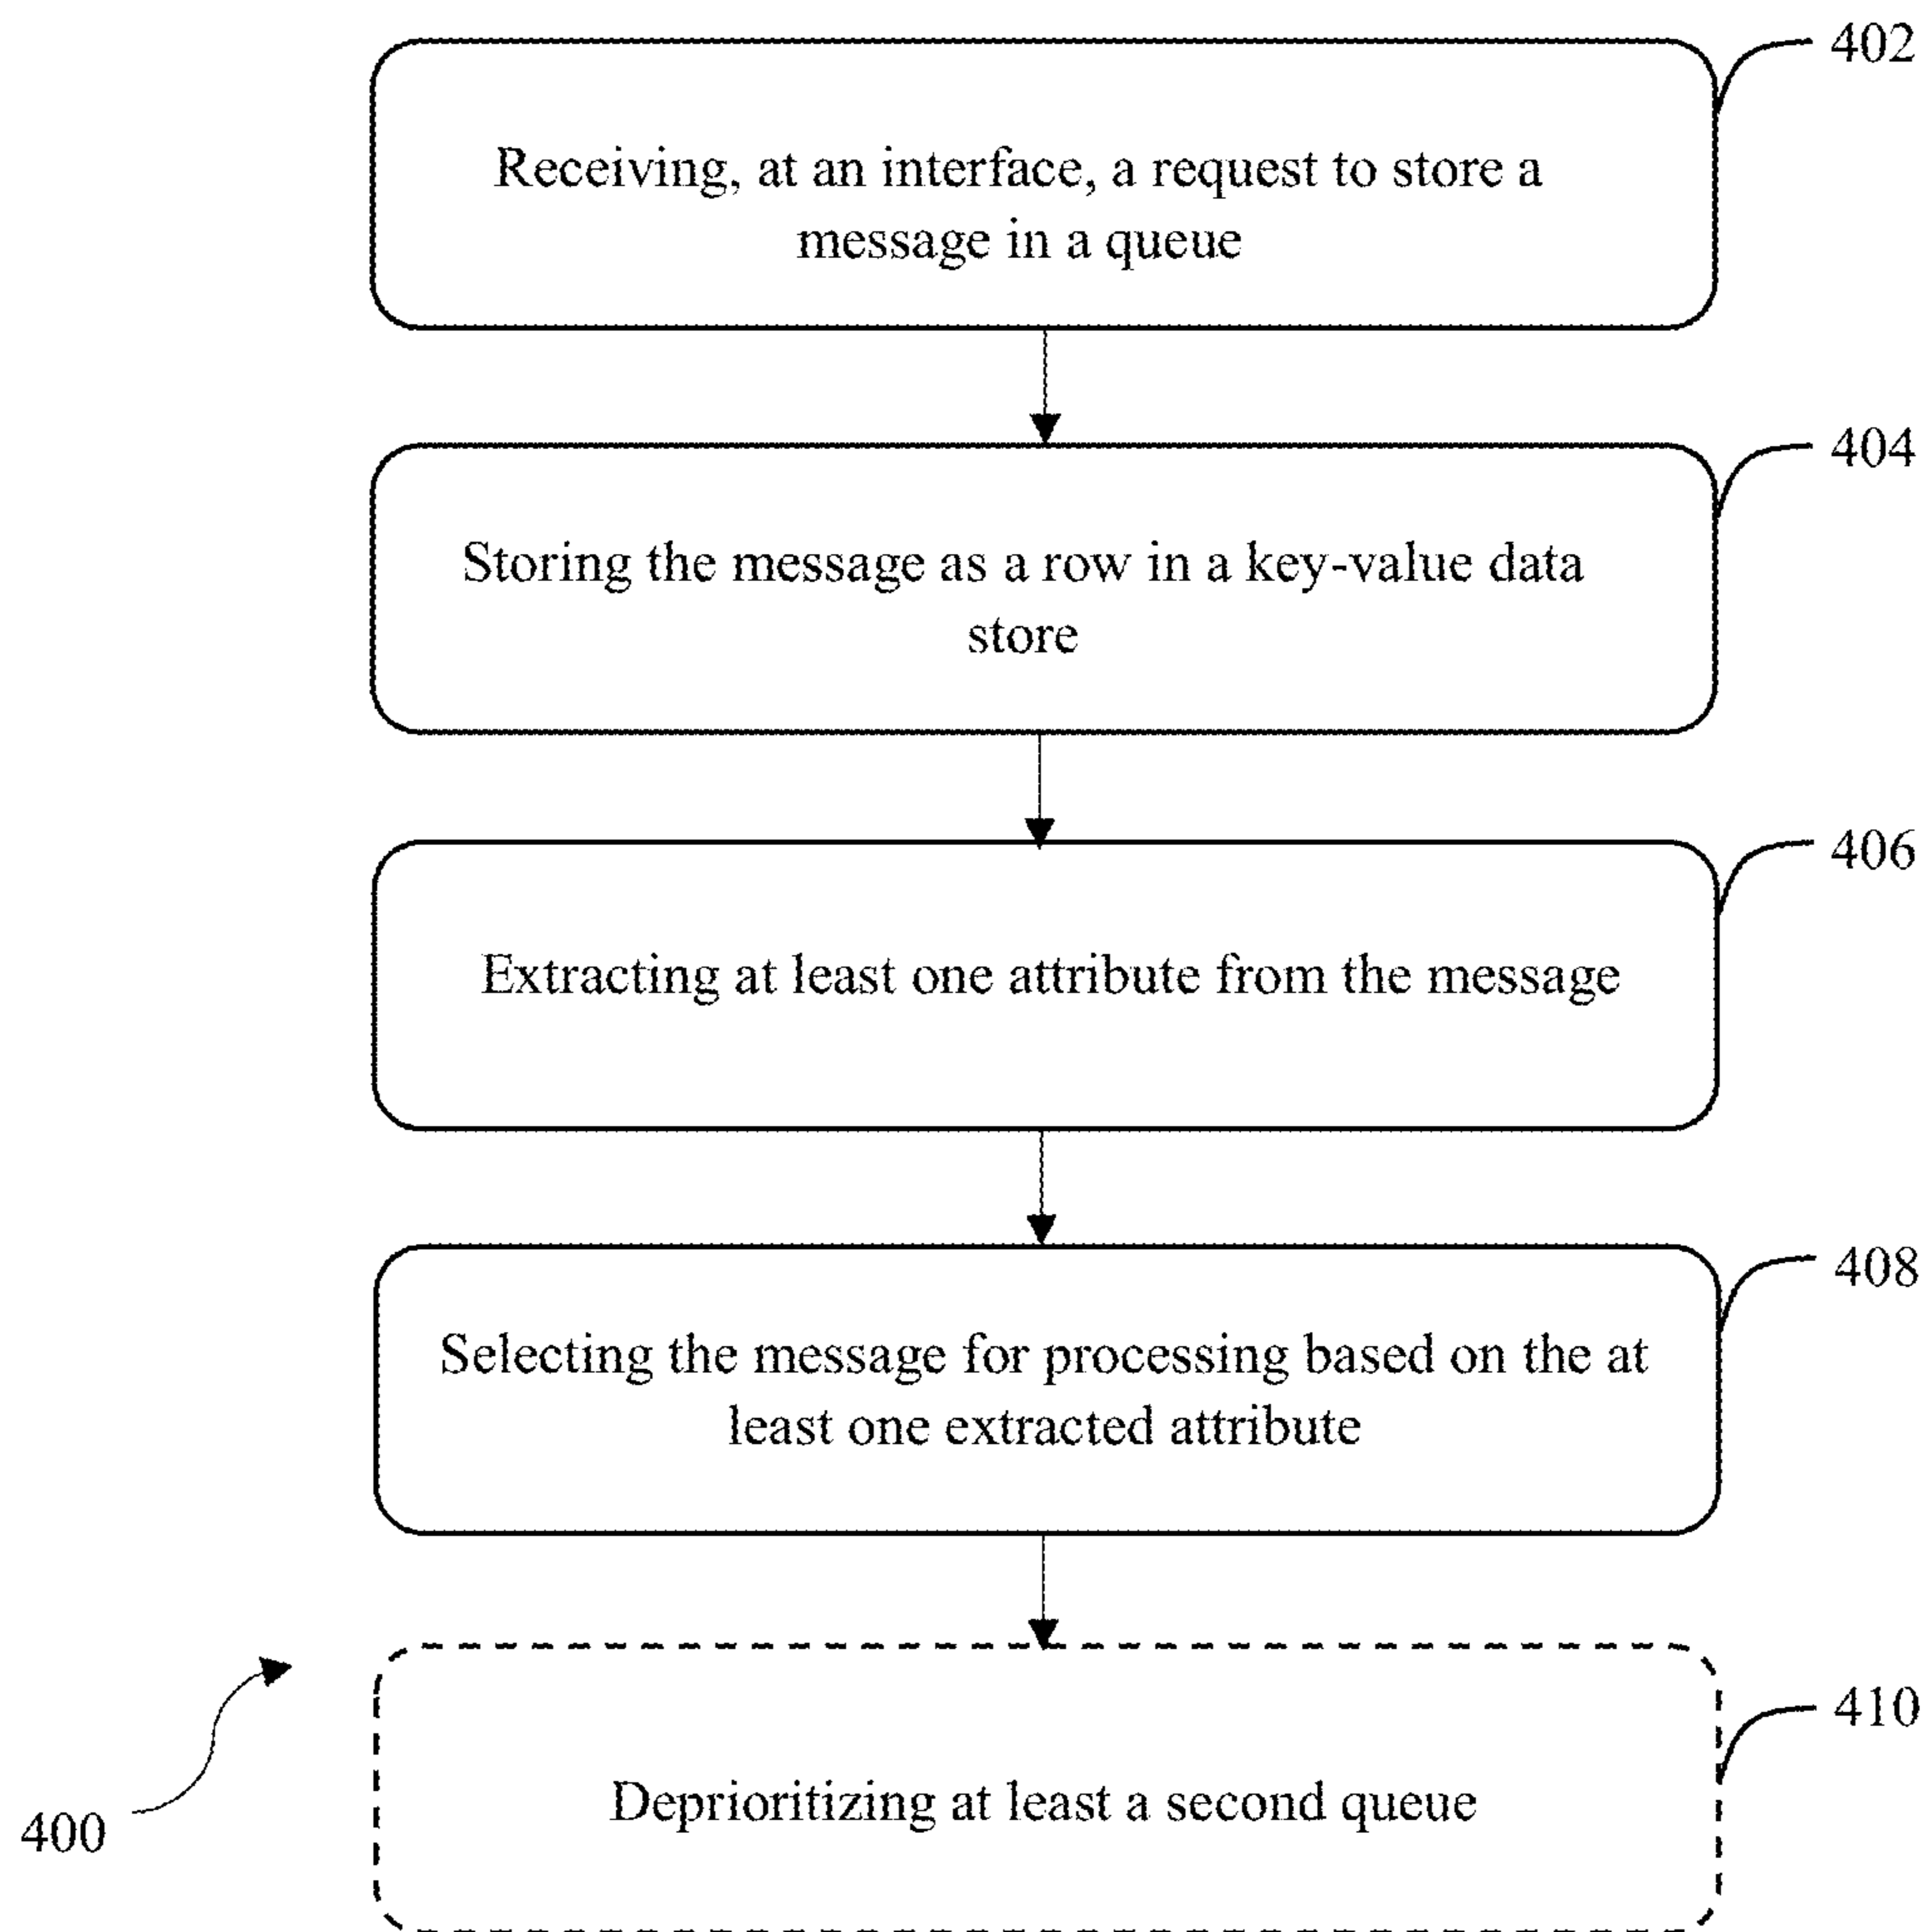 402
Receiving, at an interface, a request to store a
message in a queue
404
Storing the message as a row in a key-value data
store
406
Extracting at least one attribute from the message
408
Selecting the message for processing based on the at
least one extracted attribute
410
Deprioritizing at least a second queue
400